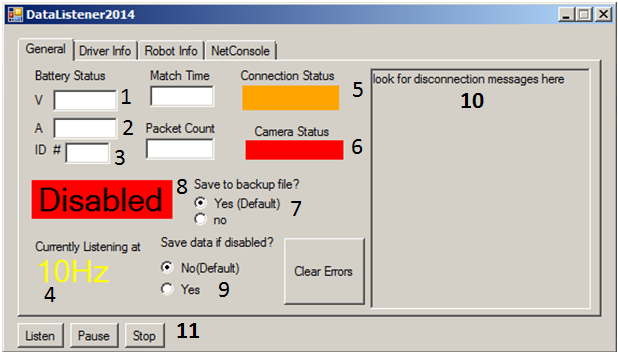 DataListener2014
General Driver Info Robot Info NetConsole
Battery Status Match Time Connection Status
V 1 5 look for disconnection messages here
10
A 2 Packet Count Camera Status
ID # 3 6
Disabled 8 Save to backup file?
Yes (Default) 7
no
Currently Listening at Save data if disabled?
10Hz No(Default) Clear Errors
4 Yes 9
Listen Pause Stop 11